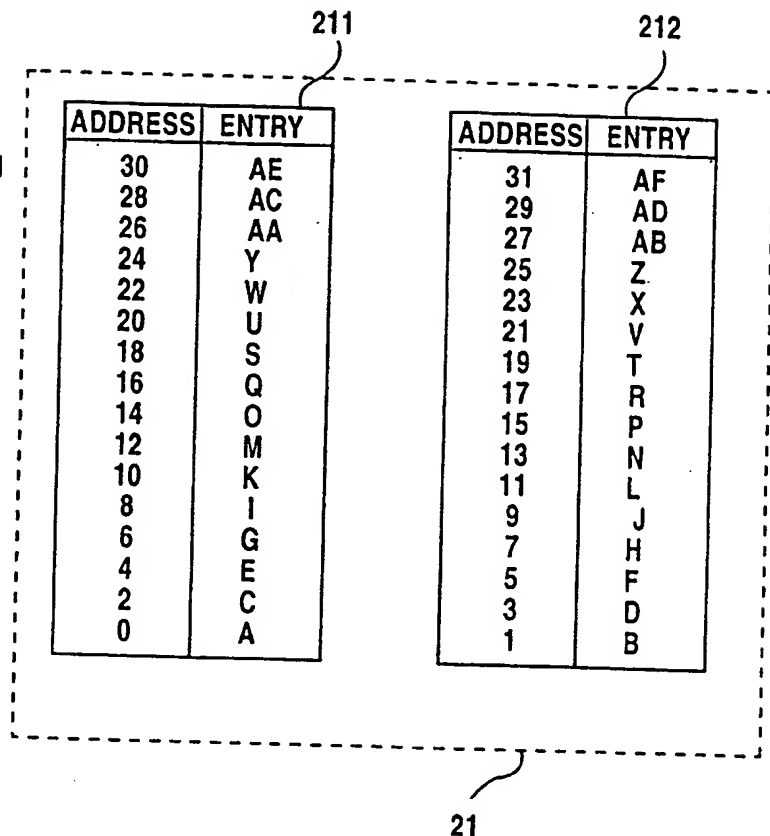 211 212
ADDRESS ENTRY ADDRESS ENTRY
30 AE 31 AF
28 AC 29 AD
26 AA 27 AB
24 Y 25 Z
22 W 23 X
20 U 21 V
18 S 19 T
16 Q 17 R
14 O 15 P
12 M 13 N
10 K 11 L
8 I 9 J
6 G 7 H
4 E 5 F
2 C 3 D
0 A 1 B
21